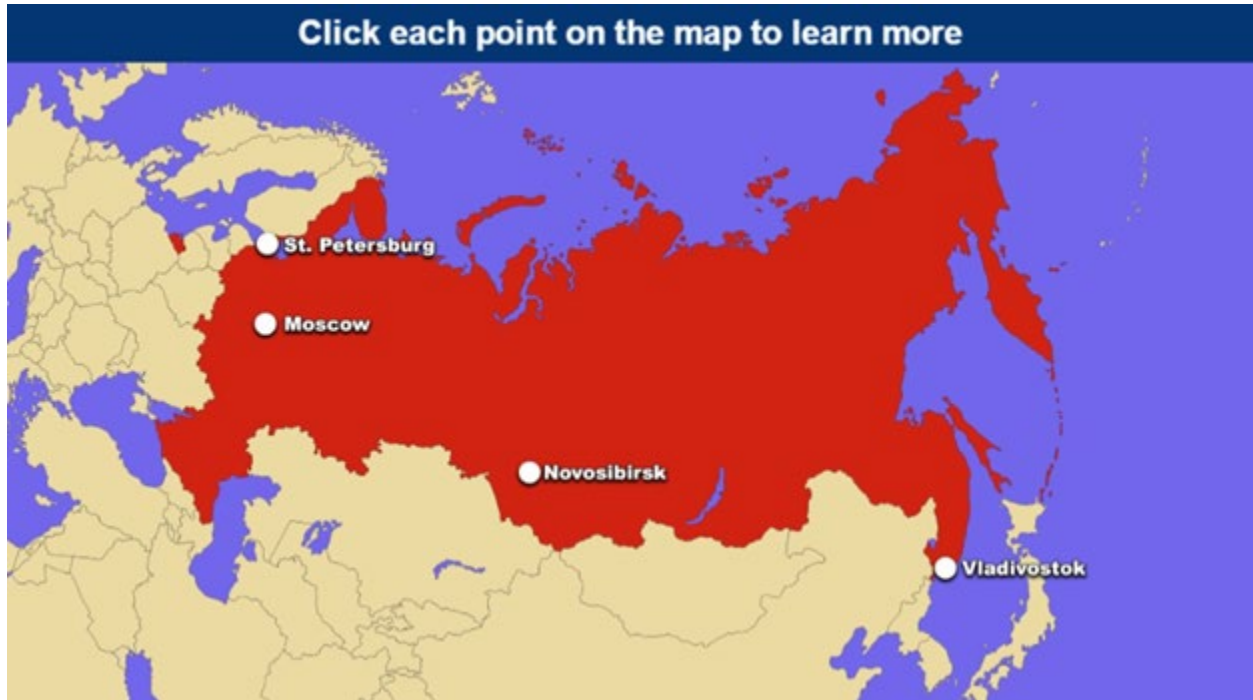 Click each point on the map to learn more
St. Petersburg
Moscow
Novosibirsk
Vladivostok